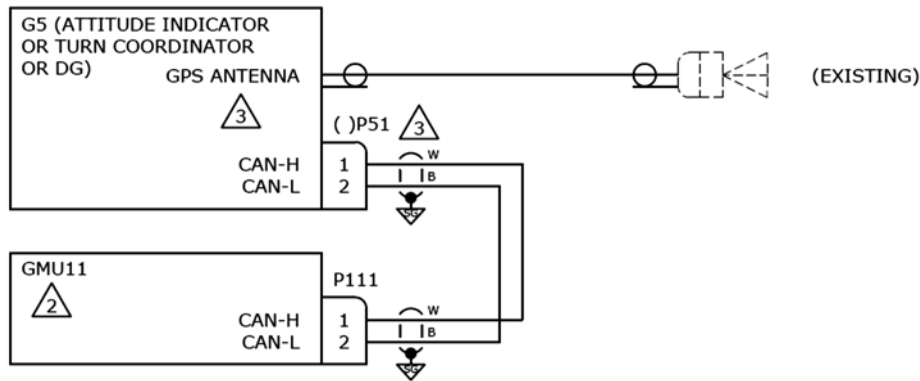 G5 (ATTITUDE INDICATOR
OR TURN COORDINATOR
OR DG)
GPS ANTENNA
(EXISTING)
3
( )P51
3
CAN-H 1 W
CAN-L 2 B
SG
GMU11
2
P111
CAN-H 1 W
CAN-L 2 B
SG